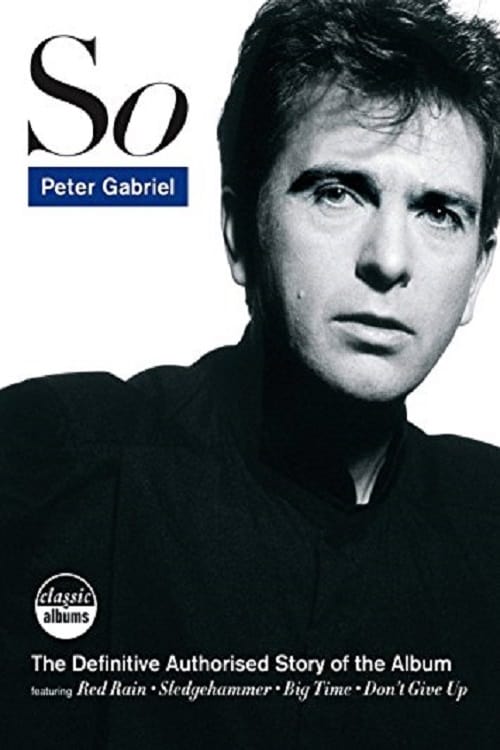 So
Peter Gabriel
classic
albums
The Definitive Authorised Story of the Album
featuring Red Rain • Sledgehammer • Big Time • Don't Give Up